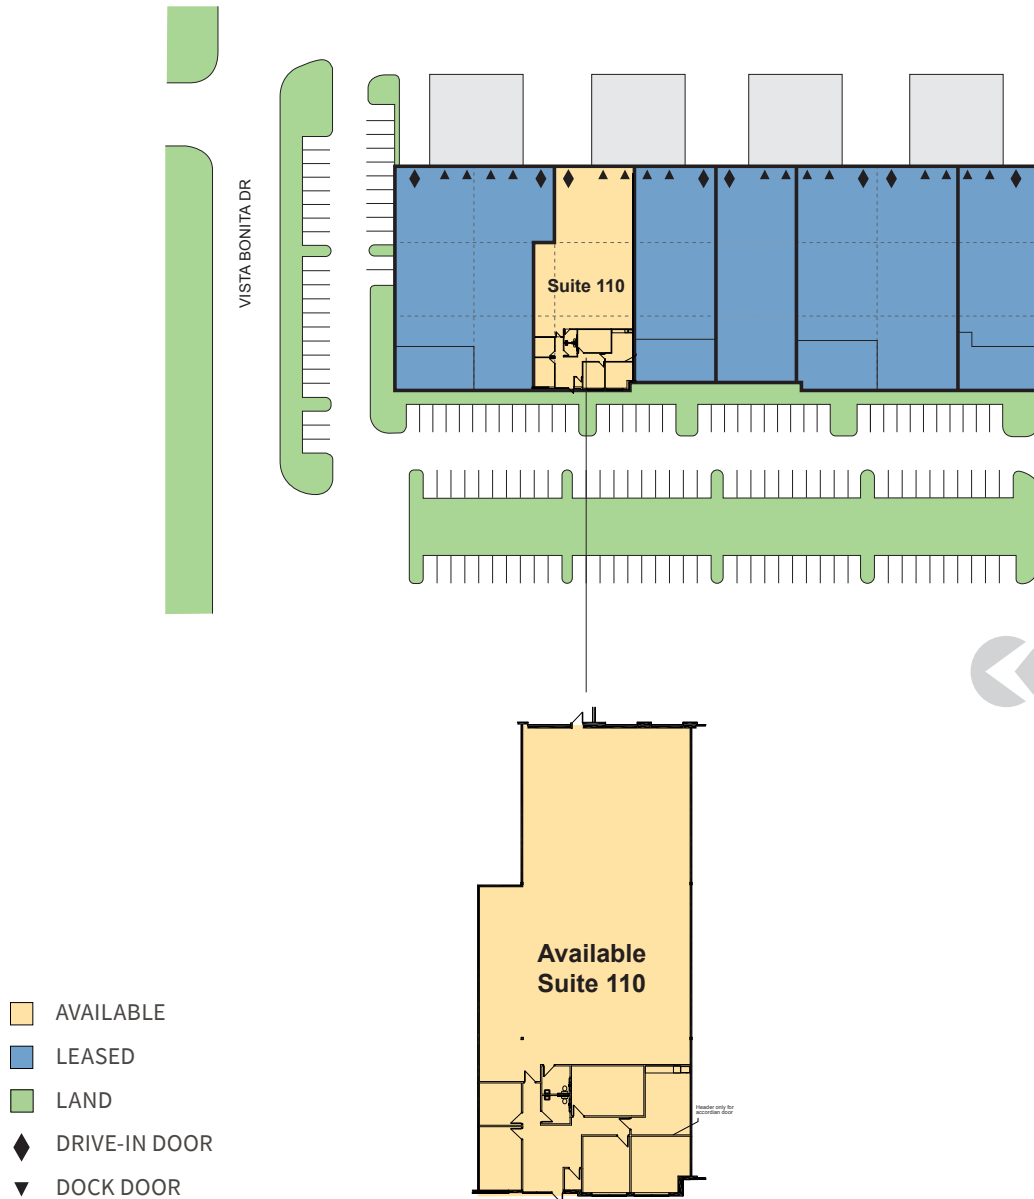 VISTA BONITA DR
Suite 110
Available
Suite 110
Header only for
accordian door
AVAILABLE
LEASED
LAND
DRIVE-IN DOOR
DOCK DOOR